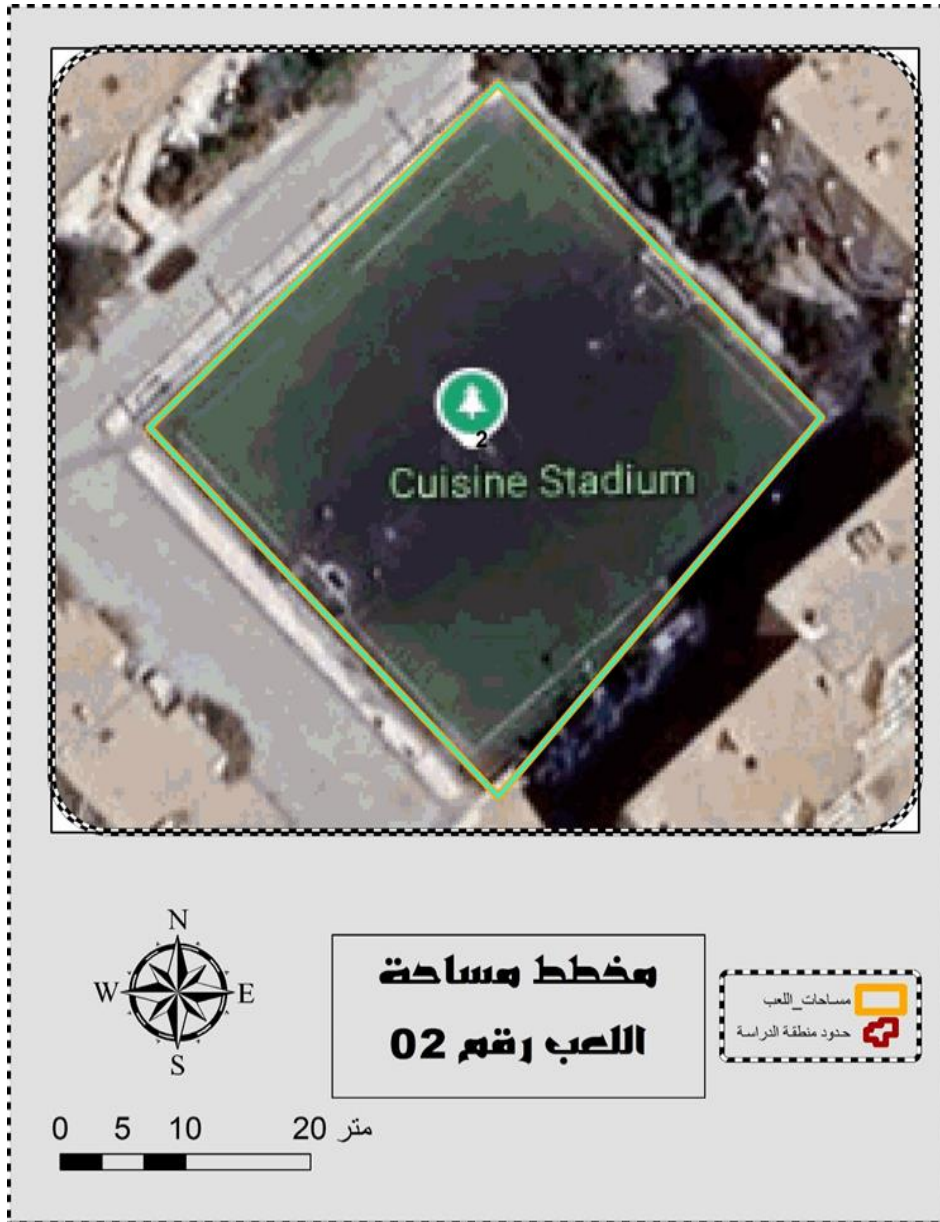 2
Cuisine Stadium
N
W E
S
مخطط مساحة
اللعب رقم 02
مساحات_اللعب
حدود منطقة الدراسة
0 5 10 20 متر